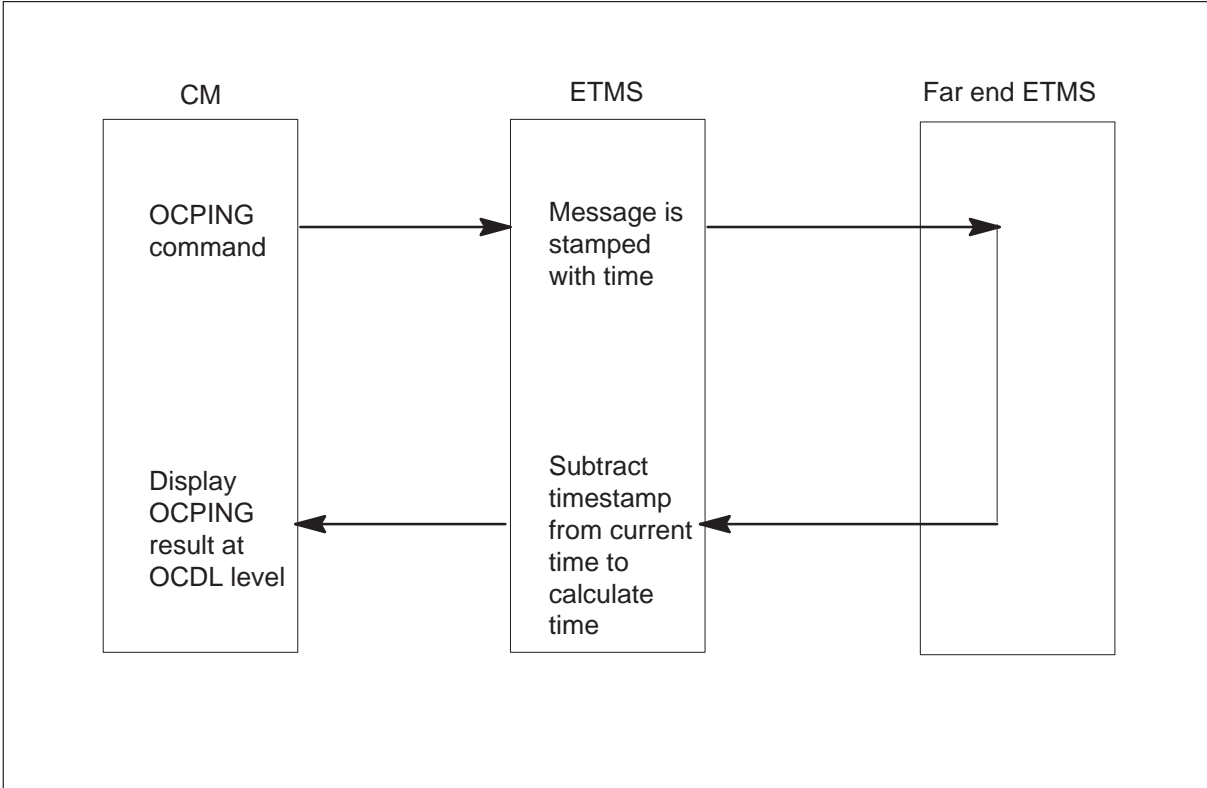 CM
ETMS
Far end ETMS
OCPING
command
Message is
stamped
with time
Display
OCPING
result at
OCDL level
Subtract
timestamp
from current
time to
calculate
time